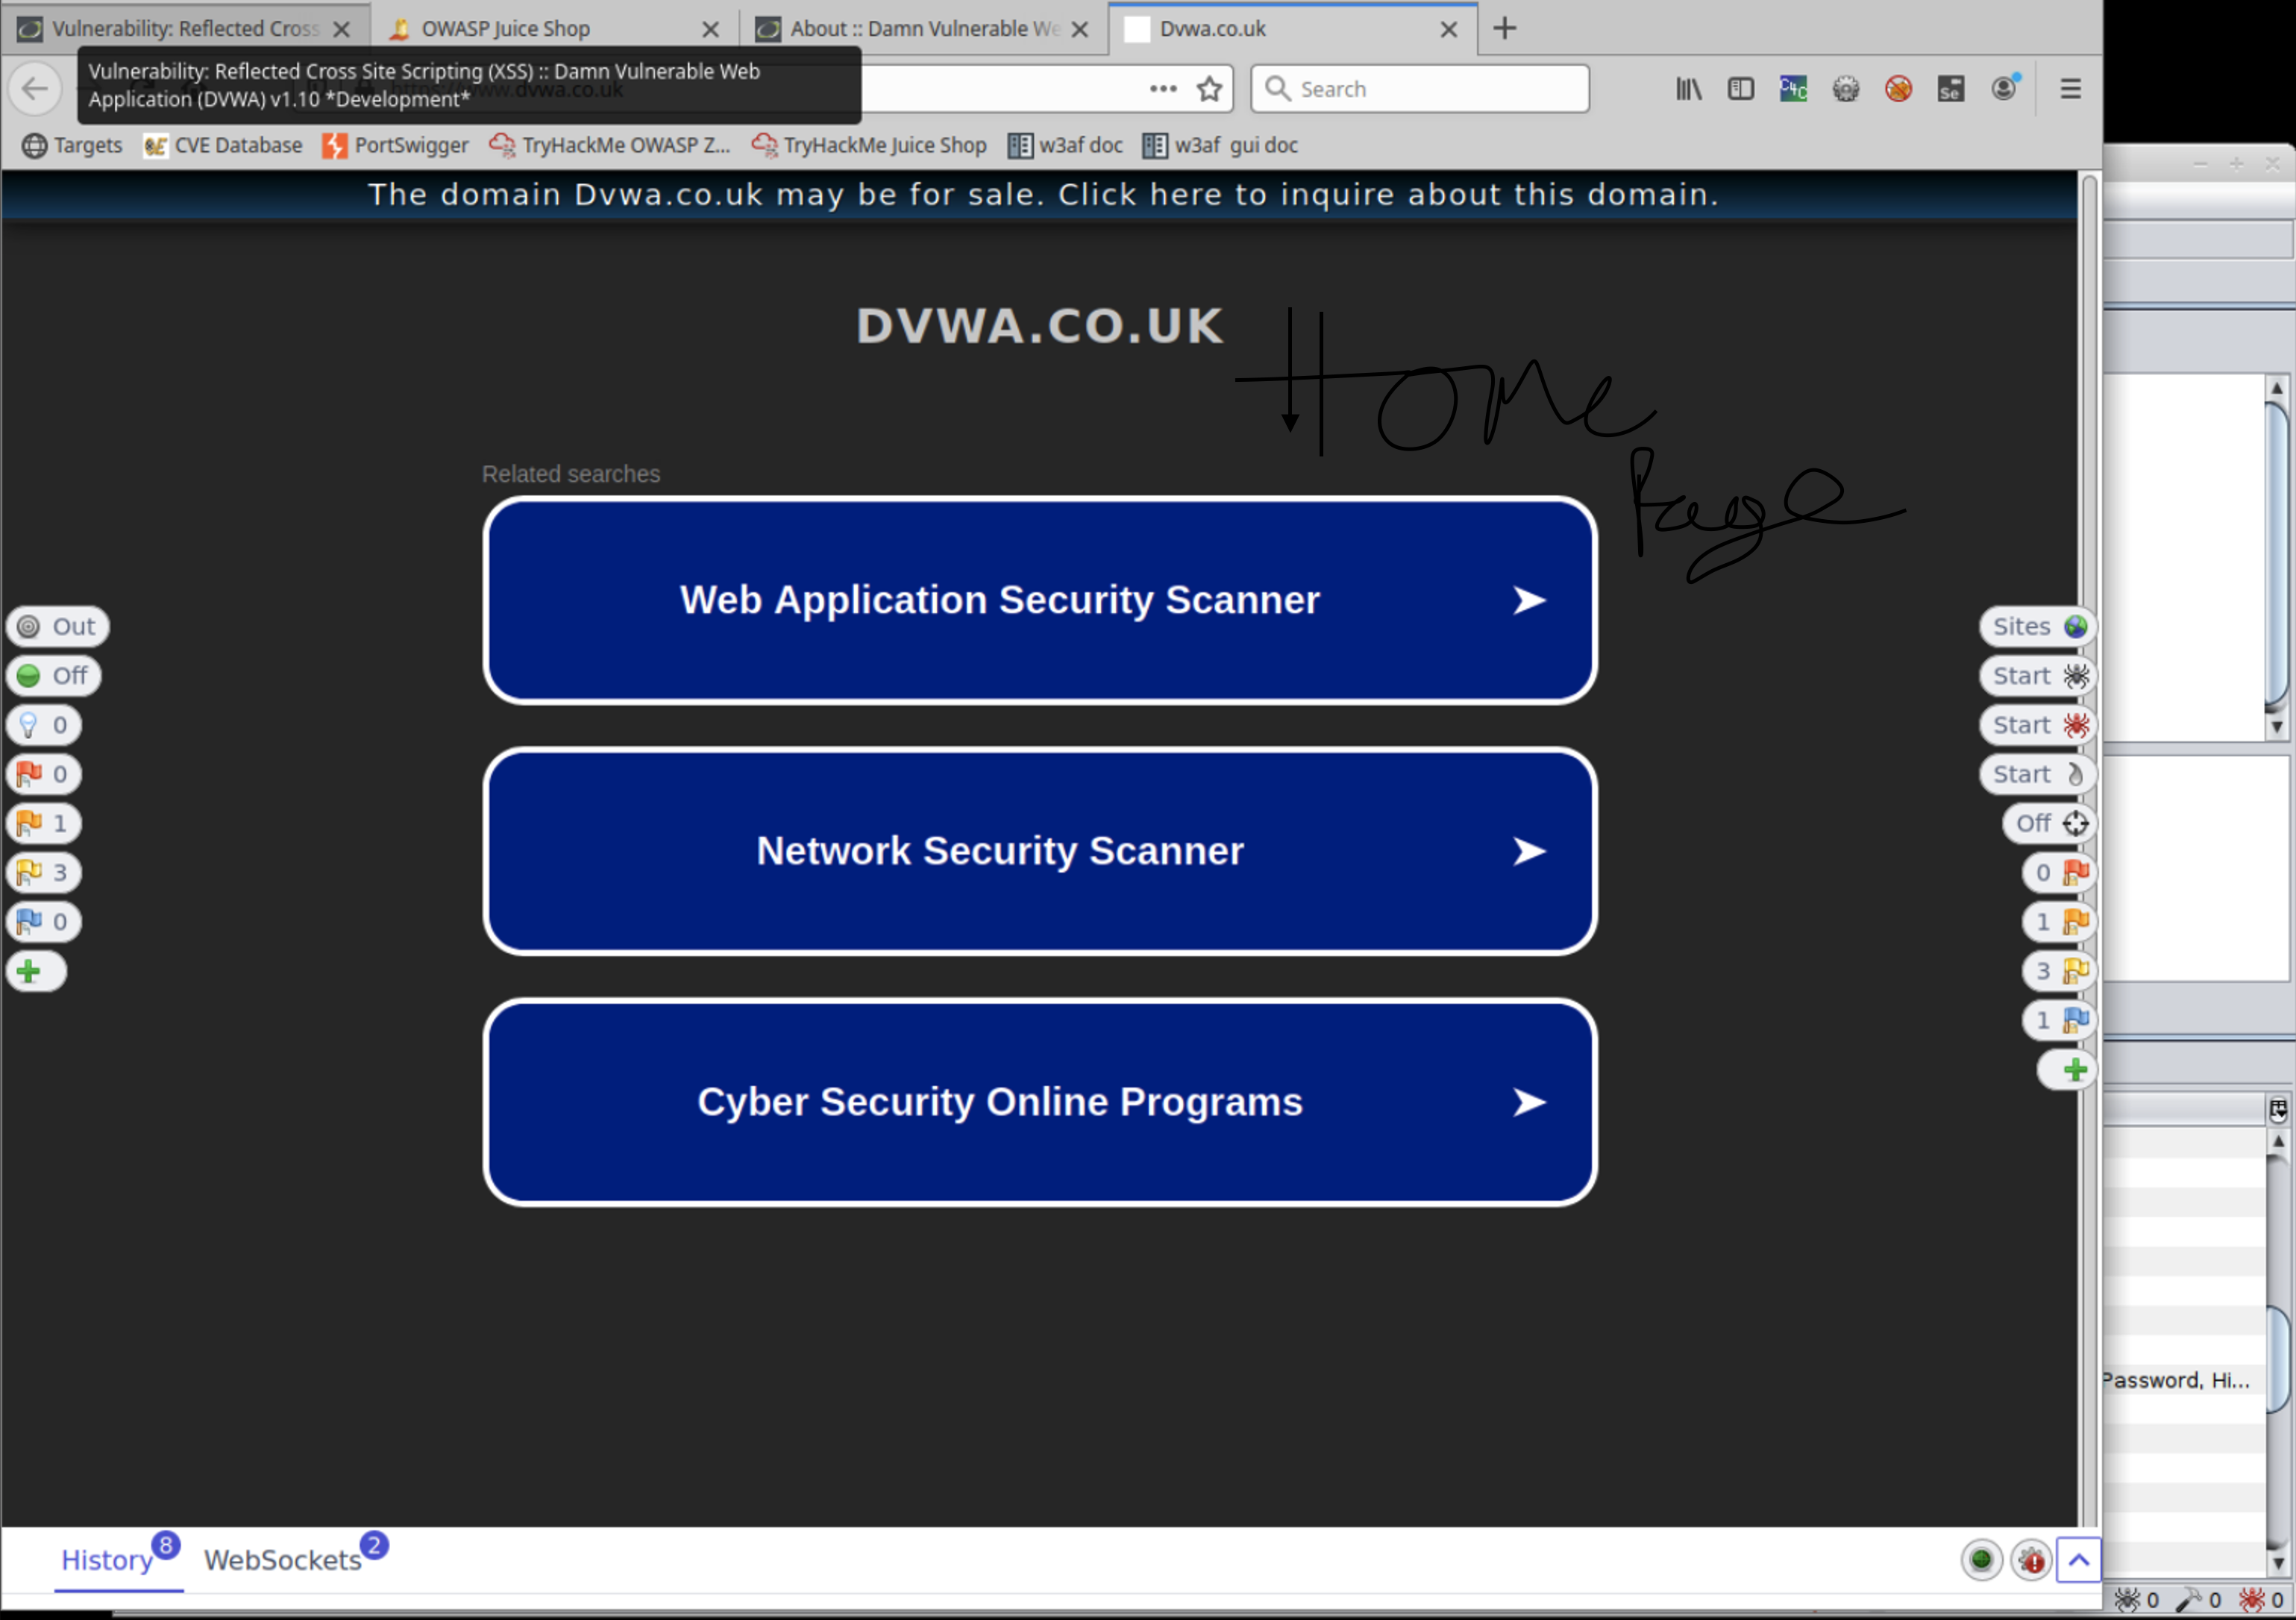 Vulnerability: Reflected Cross
OWASP Juice Shop
About :: Damn Vulnerable We
Dvwa.co.uk
Vulnerability: Reflected Cross Site Scripting (XSS) :: Damn Vulnerable Web
Application (DVWA) v1.10 *Development*
https://www.dvwa.co.uk
Search
Targets
CVE Database
PortSwigger
TryHackMe OWASP Z...
TryHackMe Juice Shop
w3af doc
w3af gui doc
The domain Dvwa.co.uk may be for sale. Click here to inquire about this domain.
DVWA.CO.UK
Home
Page
Related searches
Web Application Security Scanner
Network Security Scanner
Cyber Security Online Programs
Out
Off
0
0
1
3
0
Sites
Start
Start
Start
Off
0
1
3
1
Password, Hi...
History 8
WebSockets 2
0 0 0